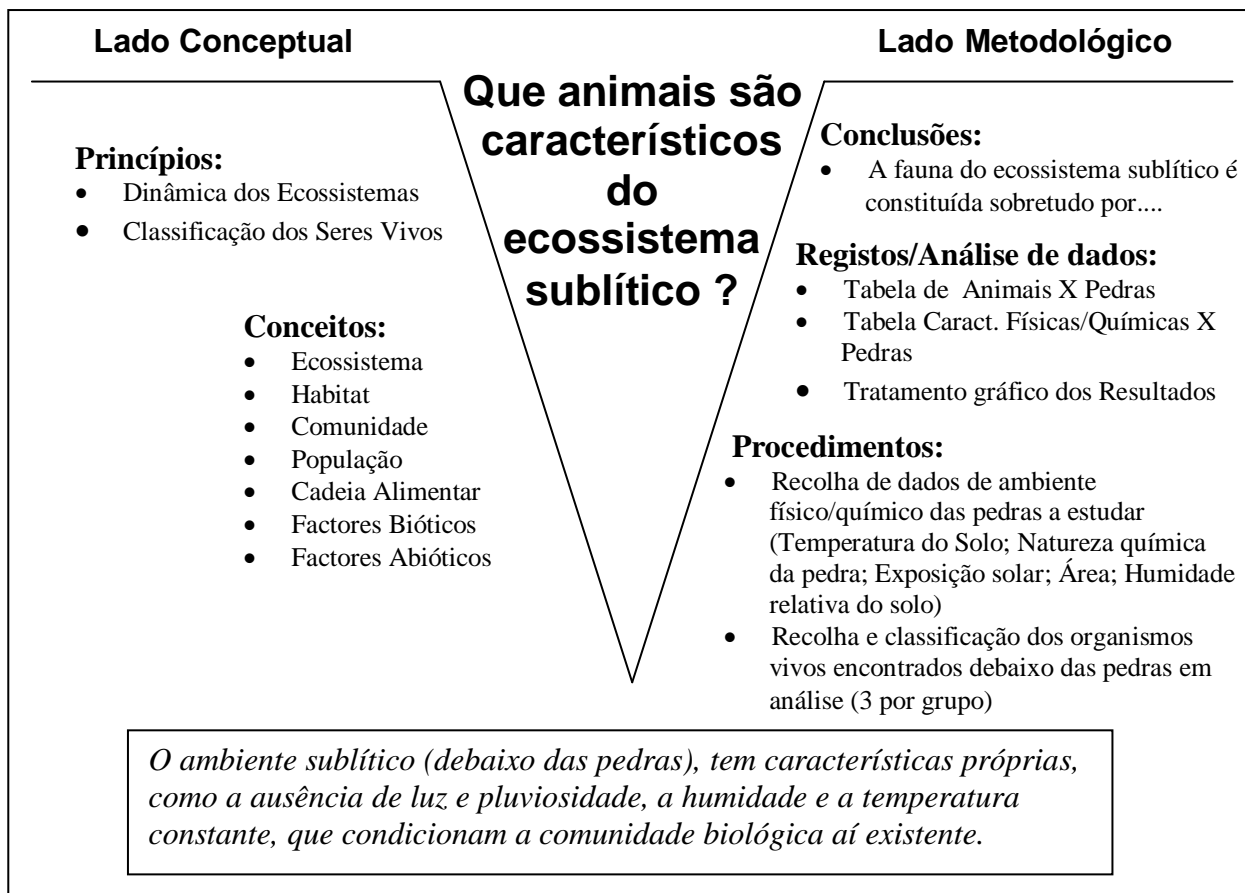 Lado Conceptual
Lado Metodológico
Que animais são
característicos
do
ecossistema
sublítico ?
Princípios:
• Dinâmica dos Ecossistemas
• Classificação dos Seres Vivos
Conceitos:
• Ecossistema
• Habitat
• Comunidade
• População
• Cadeia Alimentar
• Factores Bióticos
• Factores Abióticos
Conclusões:
• A fauna do ecossistema sublítico é
constituída sobretudo por....
Registos/Análise de dados:
• Tabela de Animais X Pedras
• Tabela Caract. Físicas/Químicas X
Pedras
• Tratamento gráfico dos Resultados
Procedimentos:
• Recolha de dados de ambiente
físico/químico das pedras a estudar
(Temperatura do Solo; Natureza química
da pedra; Exposição solar; Área; Humidade
relativa do solo)
• Recolha e classificação dos organismos
vivos encontrados debaixo das pedras em
análise (3 por grupo)
O ambiente sublítico (debaixo das pedras), tem características próprias,
como a ausência de luz e pluviosidade, a humidade e a temperatura
constante, que condicionam a comunidade biológica aí existente.